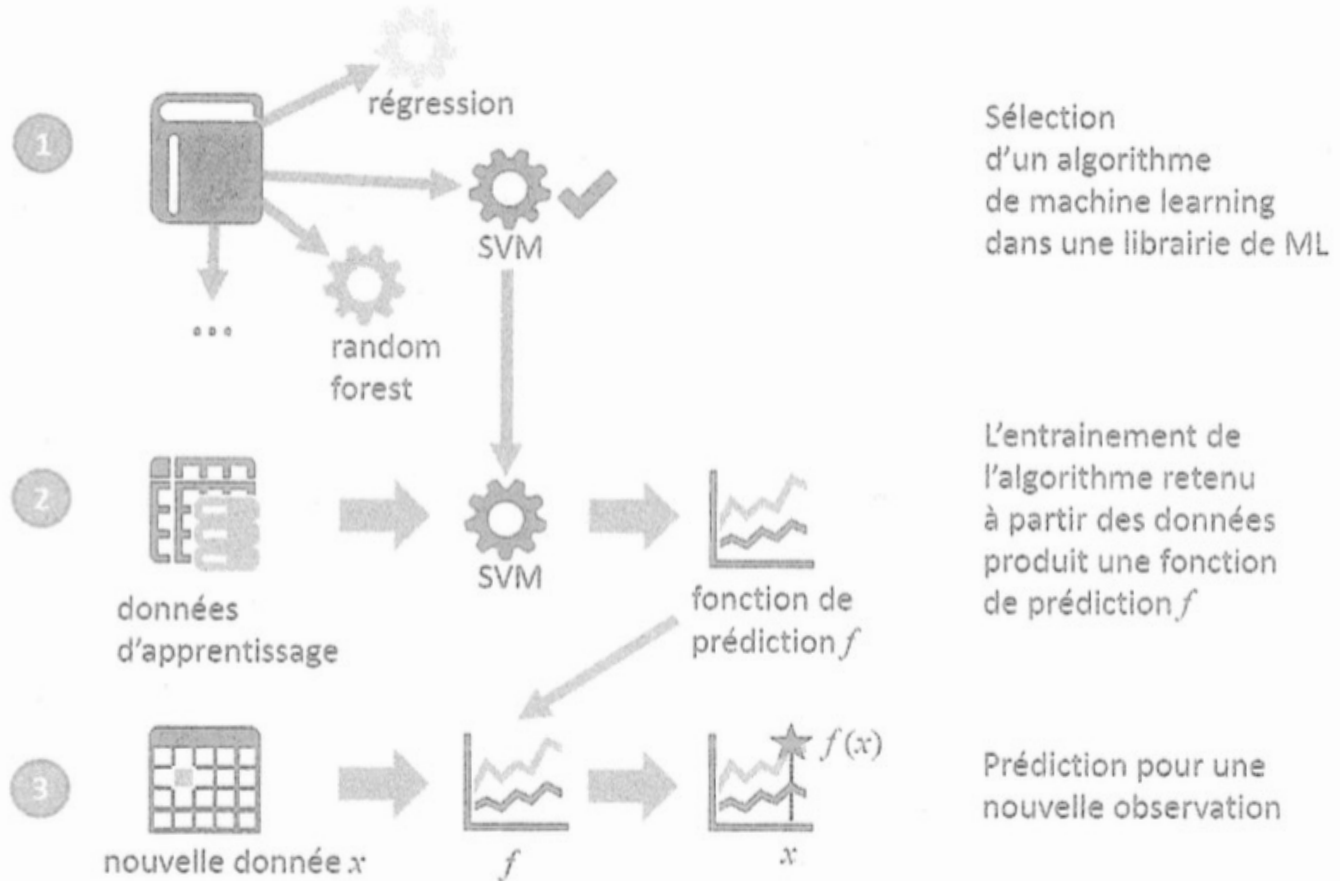 1
régression
SVM
...
random
forest
Sélection
d'un algorithme
de machine learning
dans une librairie de ML
2
données
d'apprentissage
SVM
fonction de
prédiction f
L'entrainement de
l'algorithme retenu
à partir des données
produit une fonction
de prédiction f
3
nouvelle donnée x
f
f(x)
x
Prédiction pour une
nouvelle observation